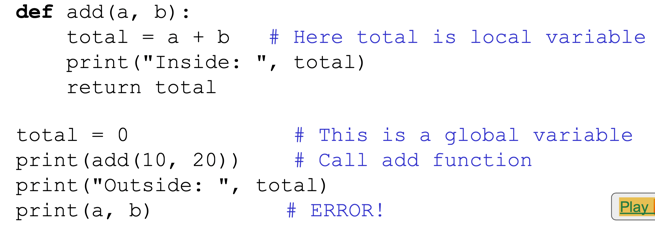 def add(a, b):
    total = a + b   # Here total is local variable
    print("Inside: ", total)
    return total

total = 0             # This is a global variable
print(add(10, 20))    # Call add function
print("Outside: ", total)
print(a, b)           # ERROR!
Play